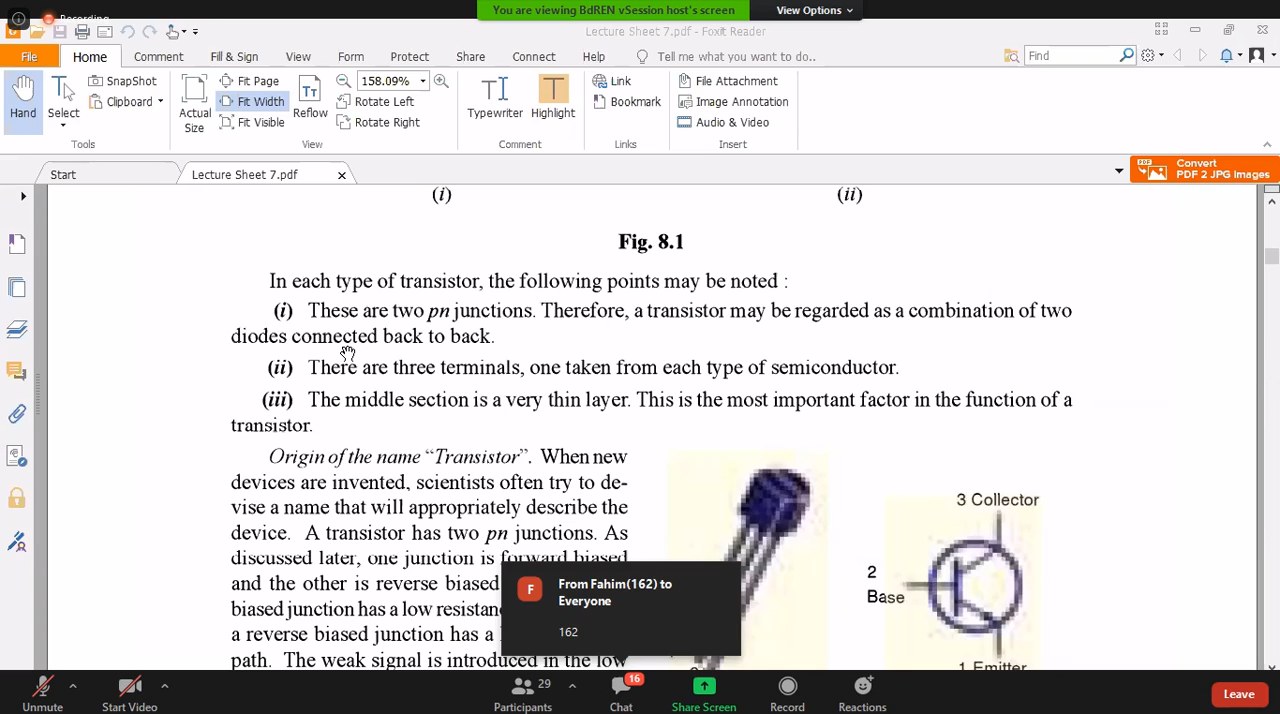 Recording
You are viewing BdREN vSession host's screen
View Options
Lecture Sheet 7.pdf - Foxit Reader
File Home Comment Fill & Sign View Form Protect Share Connect Help Tell me what you want to do.. Find
Hand
Select
SnapShot
Clipboard
Tools
Actual Size
Fit Page
Fit Width
Fit Visible
Reflow
158.09%
Rotate Left
Rotate Right
View
Typewriter
Highlight
Comment
Link
Bookmark
Links
File Attachment
Image Annotation
Audio & Video
Insert
Start
Lecture Sheet 7.pdf
PDF
Convert
PDF 2 JPG Images
(i) (ii)
Fig. 8.1
In each type of transistor, the following points may be noted :
(i) These are two pn junctions. Therefore, a transistor may be regarded as a combination of two
diodes connected back to back.
(ii) There are three terminals, one taken from each type of semiconductor.
(iii) The middle section is a very thin layer. This is the most important factor in the function of a
transistor.
Origin of the name “Transistor”. When new
devices are invented, scientists often try to de-
vise a name that will appropriately describe the
device. A transistor has two pn junctions. As
discussed later, one junction is forward biased
and the other is reverse biased
biased junction has a low
a reverse biased junction has a
path. The weak signal is introduced in the low
3 Collector
2
Base
1 Emitter
F
From Fahim(162) to
Everyone
162
Unmute
Start Video
29
Participants
16
Chat
Share Screen
Record
Reactions
Leave